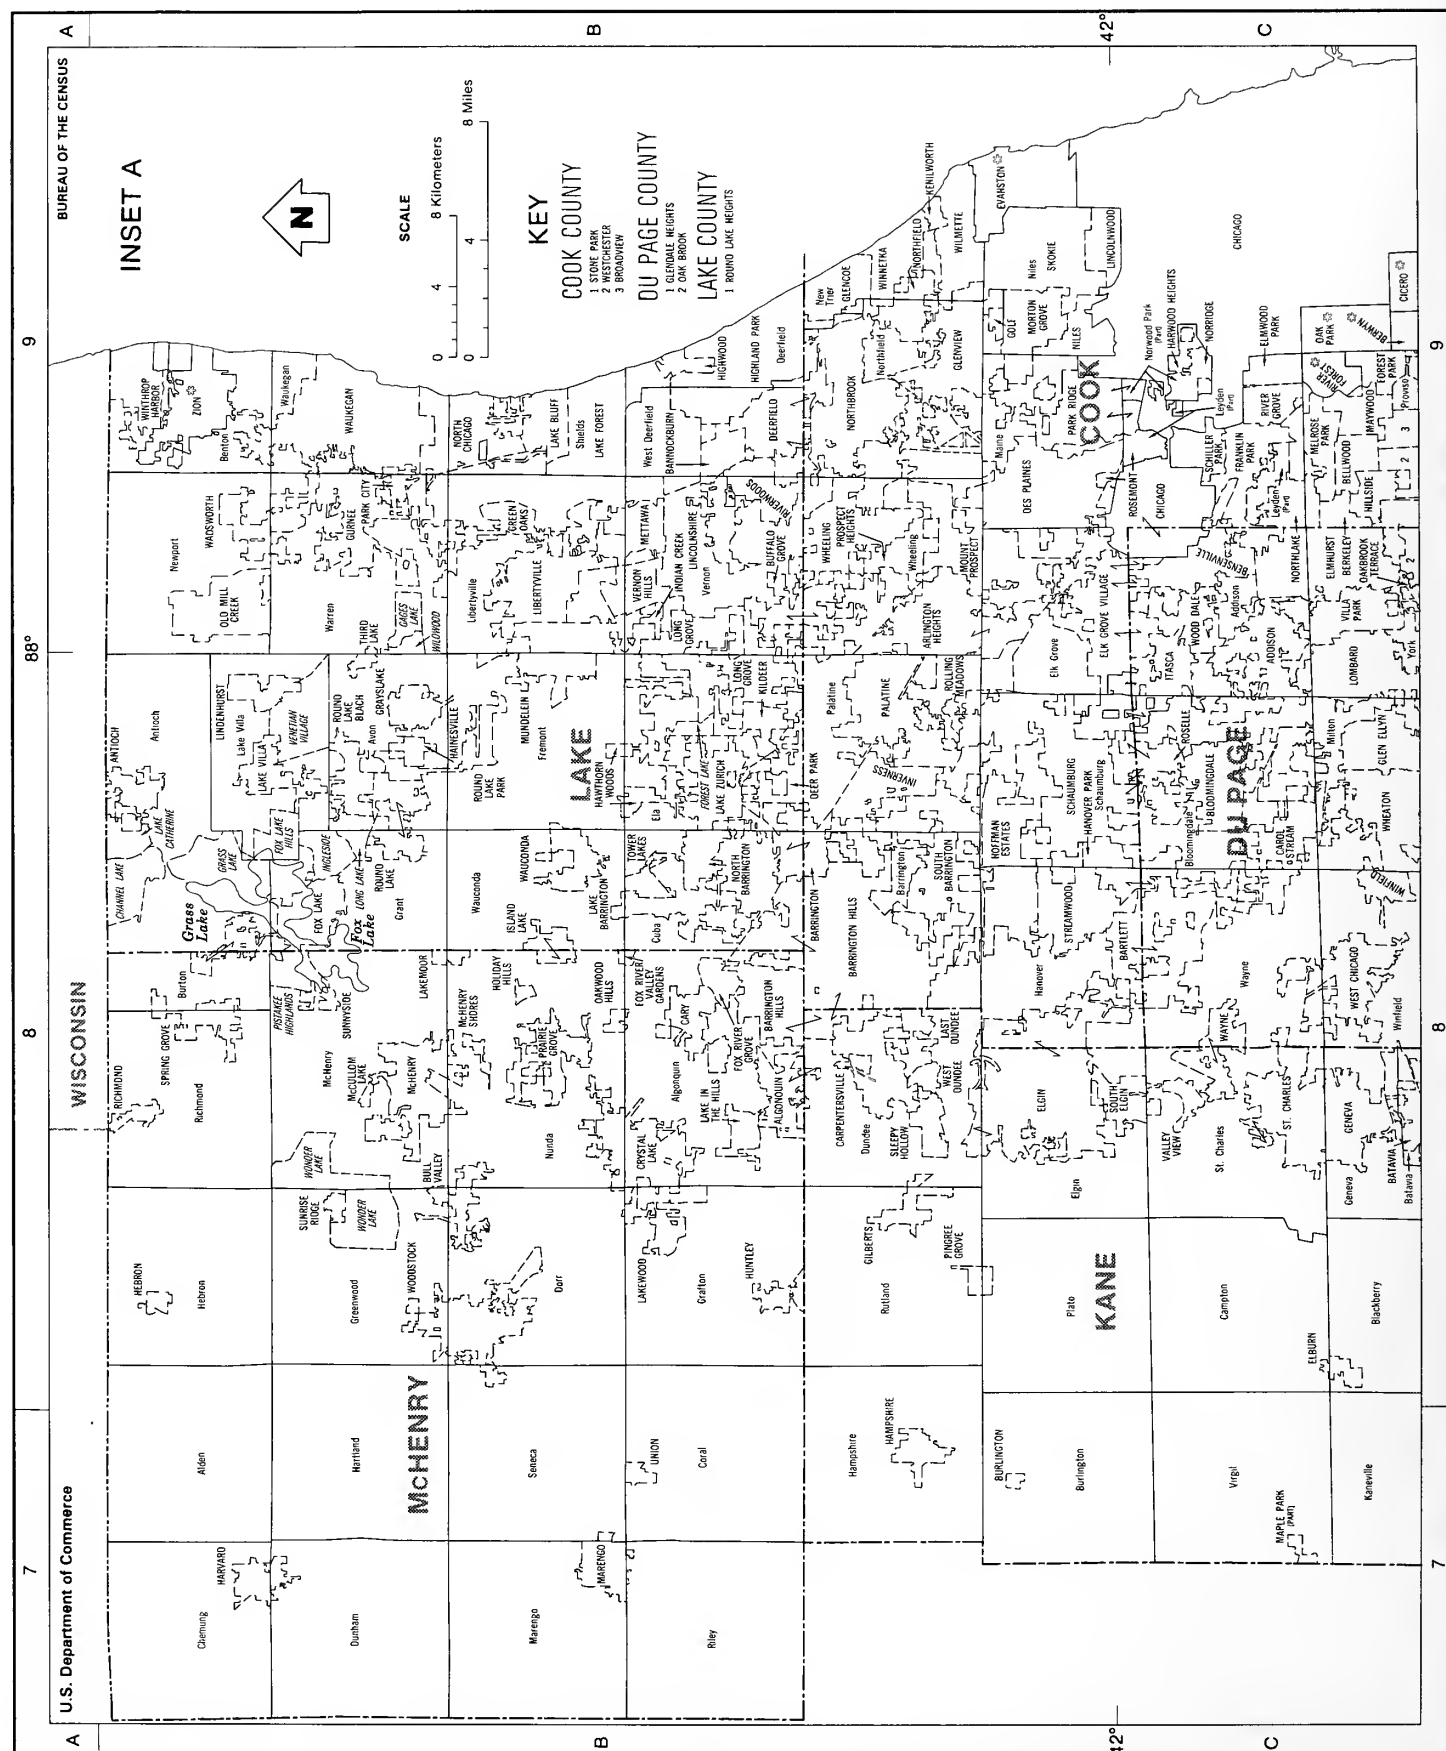 U.S. Department of Commerce
BUREAU OF THE CENSUS
7
8
88°
9
A
B
42°
C
A
B
42°
C
7
8
9
INSET A
N
SCALE
0 4 8 Kilometers
0 4 8 Miles
KEY
COOK COUNTY
1 STONE PARK
2 WESTCHESTER
3 BROADVIEW
DU PAGE COUNTY
1 GLENDALE HEIGHTS
2 OAK BROOK
LAKE COUNTY
1 ROUND LAKE HEIGHTS
WISCONSIN
McHENRY
Chemung
HARVARD
Alden
HEBRON
Hebron
RICHMOND
Richmond
SPRING GROVE
Burton
Dunham
Hartland
Greenwood
WOODSTOCK
SUNRISE
RIDGE
WONDER
LAKE
WONDER
LAKE
McHenry
McCULLOM
LAKE
McHENRY
BULL
VALLEY
PISTAKEE
HIGHLANDS
SUNNYSIDE
LAKEMOOR
Marengo
MARENGO
Seneca
Dorr
Nunda
McHENRY
SHORES
PRAIRIE
GROVE
HOLIDAY
HILLS
OAKWOOD
HILLS
Riley
UNION
Coral
LAKEWOOD
Grafton
HUNTLEY
CRYSTAL
LAKE
Algonquin
LAKE IN
THE HILLS
ALGONQUIN
CARY
FOX RIVER
GROVE
FOX RIVER
VALLEY
GARDENS
BARRINGTON
HILLS
LAKE
CHANNEL LAKE
LAKE
CATHERINE
ANTIOCH
Antioch
Grass
Lake
GRASS
LAKE
FOX LAKE
HILLS
FOX LAKE
Fox
Lake
INGLESIDE
LONG LAKE
ROUND
LAKE
Grant
LINDENHURST
Lake Villa
LAKE VILLA
VENETIAN
VILLAGE
ROUND
LAKE
BEACH
Avon
GRAYSLAKE
HAINESVILLE
Newport
OLD MILL
CREEK
WADSWORTH
Warren
THIRD
LAKE
GAGES
LAKE
WILDWOOD
GURNEE
PARK CITY
WINTHROP
HARBOR
ZION
Benton
Waukegan
WAUKEGAN
Wauconda
WAUCONDA
ISLAND
LAKE
LAKE
BARRINGTON
ROUND
LAKE
PARK
MUNDELEIN
Fremont
HAWTHORN
WOODS
Libertyville
LIBERTYVILLE
GREEN
OAKS
NORTH
CHICAGO
LAKE BLUFF
Shields
LAKE FOREST
Cuba
TOWER
LAKES
NORTH
BARRINGTON
Ela
FOREST LAKE
LAKE ZURICH
KILDEER
LONG
GROVE
DEER PARK
VERNON
HILLS
LONG
GROVE
INDIAN CREEK
METTAWA
LINCOLNSHIRE
Vernon
BUFFALO
GROVE
RIVERWOODS
West Deerfield
BANNOCKBURN
DEERFIELD
HIGHWOOD
HIGHLAND PARK
Deerfield
COOK
BARRINGTON
BARRINGTON HILLS
Barrington
SOUTH
BARRINGTON
INVERNESS
Palatine
PALATINE
ROLLING
MEADOWS
ARLINGTON
HEIGHTS
WHEELING
PROSPECT
HEIGHTS
Wheeling
MOUNT
PROSPECT
NORTHBROOK
Northfield
GLENVIEW
New
Trier
GLENCOE
WINNETKA
NORTHFIELD
KENILWORTH
WILMETTE
Hanover
STREAMWOOD
BARTLETT
HOFFMAN
ESTATES
SCHAUMBURG
HANOVER PARK
Schaumburg
Elk Grove
ELK GROVE VILLAGE
DES PLAINES
Maine
PARK RIDGE
GOLF
MORTON
GROVE
NILES
Niles
SKOKIE
LINCOLNWOOD
EVANSTON
ROSEMONT
CHICAGO
SCHILLER
PARK
FRANKLIN
PARK
Leyden
(Part)
Leyden
(Part)
Norwood Park
(Part)
HARWOOD HEIGHTS
NORRIDGE
ELMWOOD
PARK
RIVER
GROVE
CHICAGO
NORTHLAKE
MELROSE
PARK
BERKELEY
BELLWOOD
HILLSIDE
MAYWOOD
RIVER
FOREST
OAK
PARK
FOREST
PARK
BERWYN
CICERO
Proviso
1
2
3
DU PAGE
Wayne
WAYNE
WEST CHICAGO
Winfield
WINFIELD
Bloomingdale
BLOOMINGDALE
ROSELLE
CAROL
STREAM
Milton
WHEATON
GLEN ELLYN
ITASCA
WOOD DALE
Addison
ADDISON
BENSENVILLE
ELMHURST
OAKBROOK
TERRACE
VILLA
PARK
LOMBARD
York
2
KANE
Hampshire
HAMPSHIRE
Rutland
GILBERTS
PINGREE
GROVE
CARPENTERSVILLE
Dundee
SLEEPY
HOLLOW
WEST
DUNDEE
EAST
DUNDEE
BURLINGTON
Burlington
Plato
Elgin
ELGIN
SOUTH
ELGIN
Virgil
MAPLE PARK
(PART)
Campton
VALLEY
VIEW
St. Charles
ST. CHARLES
Kaneville
ELBURN
Blackberry
Geneva
GENEVA
BATAVIA
Batavia